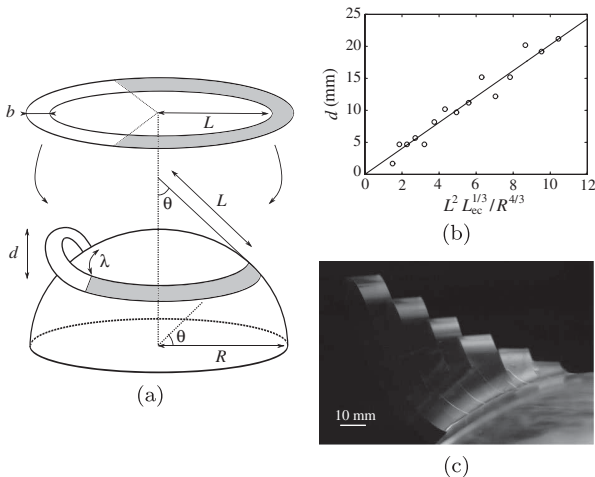 b
L
θ
L
d
λ
θ
R
(a)
25
20
15
10
5
0
d (mm)
0 2 4 6 8 10 12
L² L_ec^{1/3}/R^{4/3}
(b)
10 mm
(c)